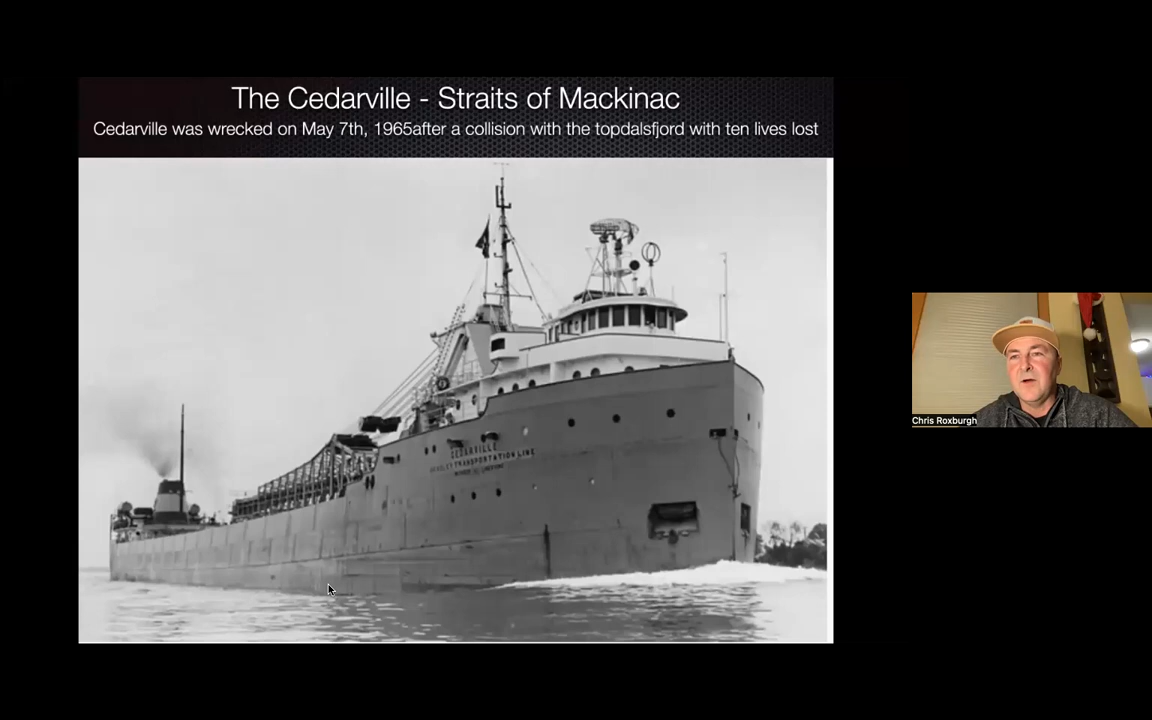 The Cedarville - Straits of Mackinac
Cedarville was wrecked on May 7th, 1965after a collision with the topdalsfjord with ten lives lost
CEDARVILLE
BRADLEY TRANSPORTATION LINE
Chris Roxburgh